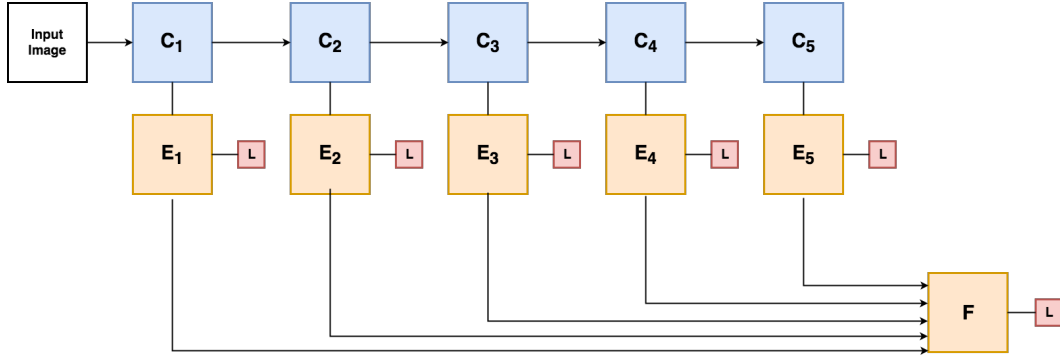 Input
Image
C₁
C₂
C₃
C₄
C₅
E₁
L
E₂
L
E₃
L
E₄
L
E₅
L
F
L